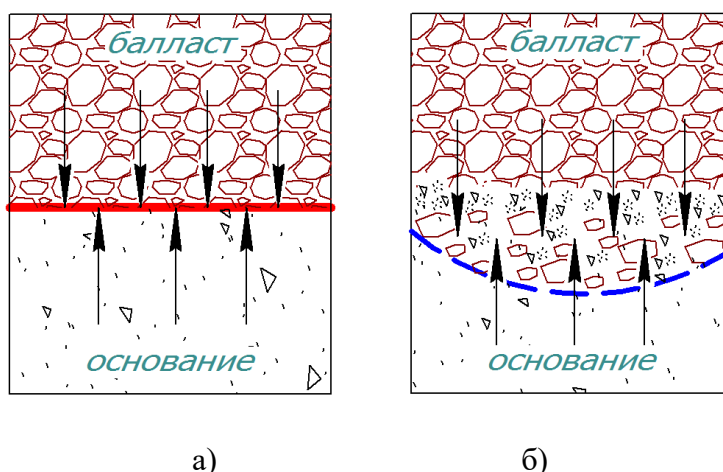 балласт
балласт
основание
основание
а)
б)